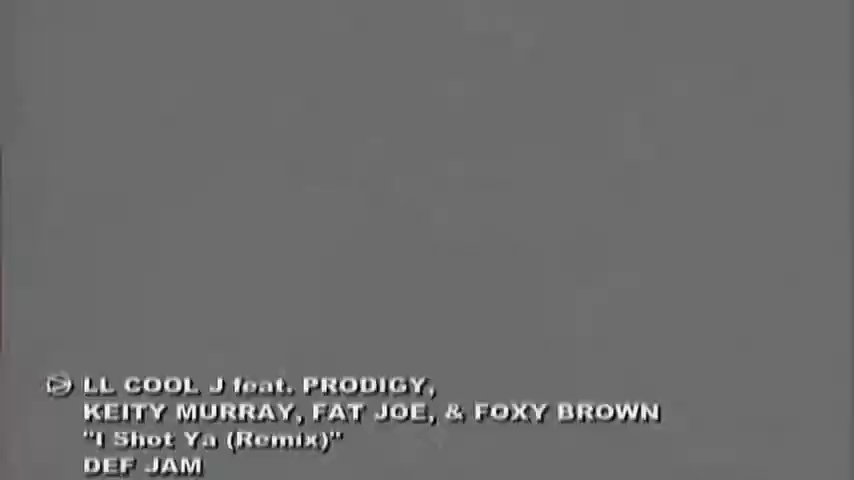 LL COOL J feat. PRODIGY,
KEITY MURRAY, FAT JOE, & FOXY BROWN
"I Shot Ya (Remix)"
DEF JAM